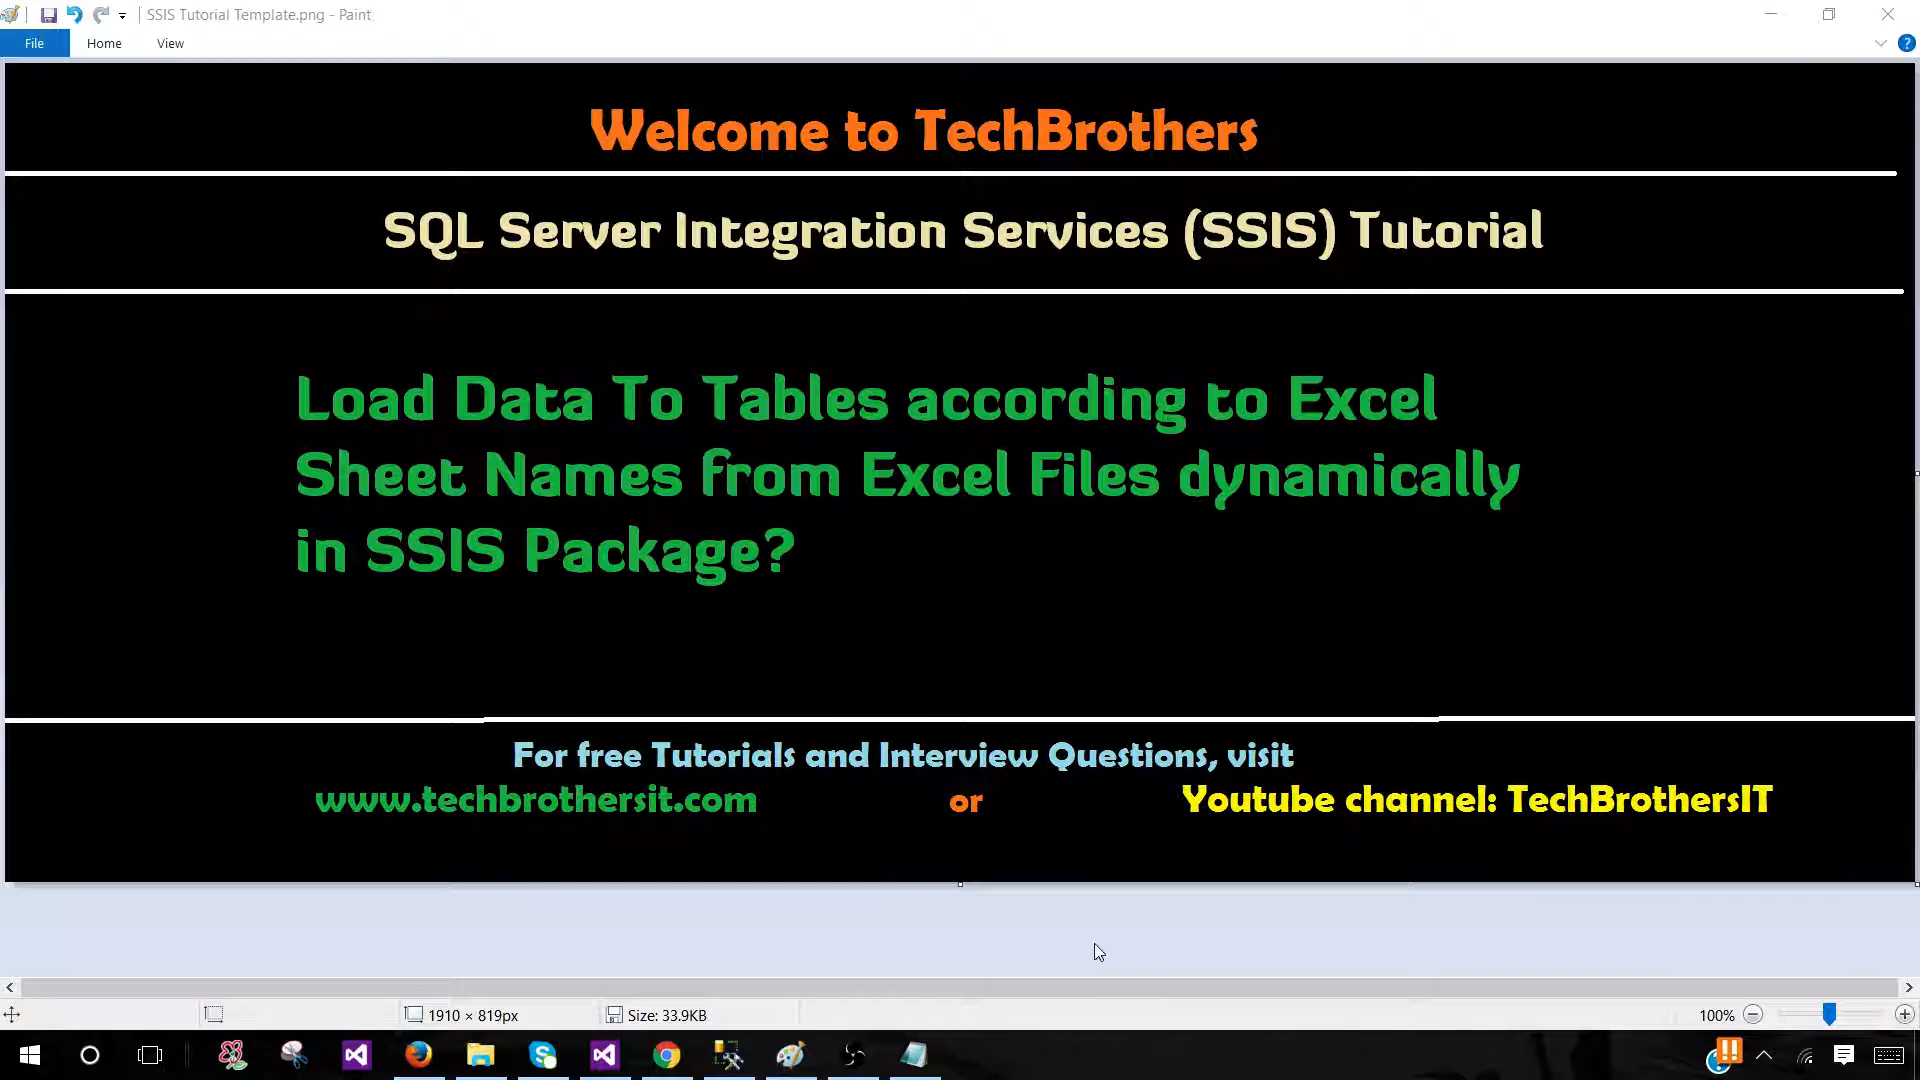 SSIS Tutorial Template.png - Paint
File Home View
Welcome to TechBrothers
SQL Server Integration Services (SSIS) Tutorial
Load Data To Tables according to Excel
Sheet Names from Excel Files dynamically
in SSIS Package?
For free Tutorials and Interview Questions, visit
www.techbrothersit.com or Youtube channel: TechBrothersIT
1910 × 819px Size: 33.9KB 100%